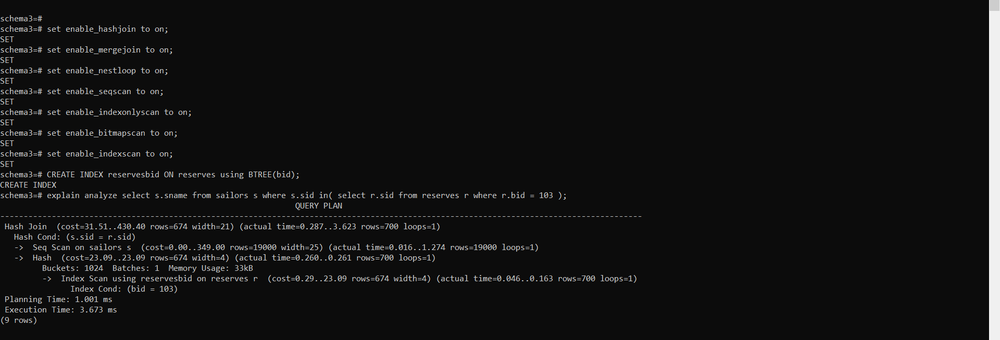 schema3=#
schema3=# set enable_hashjoin to on;
SET
schema3=# set enable_mergejoin to on;
SET
schema3=# set enable_nestloop to on;
SET
schema3=# set enable_seqscan to on;
SET
schema3=# set enable_indexonlyscan to on;
SET
schema3=# set enable_bitmapscan to on;
SET
schema3=# set enable_indexscan to on;
SET
schema3=# CREATE INDEX reservesbid ON reserves using BTREE(bid);
CREATE INDEX
schema3=# explain analyze select s.sname from sailors s where s.sid in( select r.sid from reserves r where r.bid = 103 );
QUERY PLAN
-----------------------------------------------------------------------------------------------------------------------------------------
Hash Join  (cost=31.51..430.40 rows=674 width=21) (actual time=0.287..3.623 rows=700 loops=1)
Hash Cond: (s.sid = r.sid)
->  Seq Scan on sailors s  (cost=0.00..349.00 rows=19000 width=25) (actual time=0.016..1.274 rows=19000 loops=1)
->  Hash  (cost=23.09..23.09 rows=674 width=4) (actual time=0.260..0.261 rows=700 loops=1)
Buckets: 1024  Batches: 1  Memory Usage: 33kB
->  Index Scan using reservesbid on reserves r  (cost=0.29..23.09 rows=674 width=4) (actual time=0.046..0.163 rows=700 loops=1)
Index Cond: (bid = 103)
Planning Time: 1.001 ms
Execution Time: 3.673 ms
(9 rows)